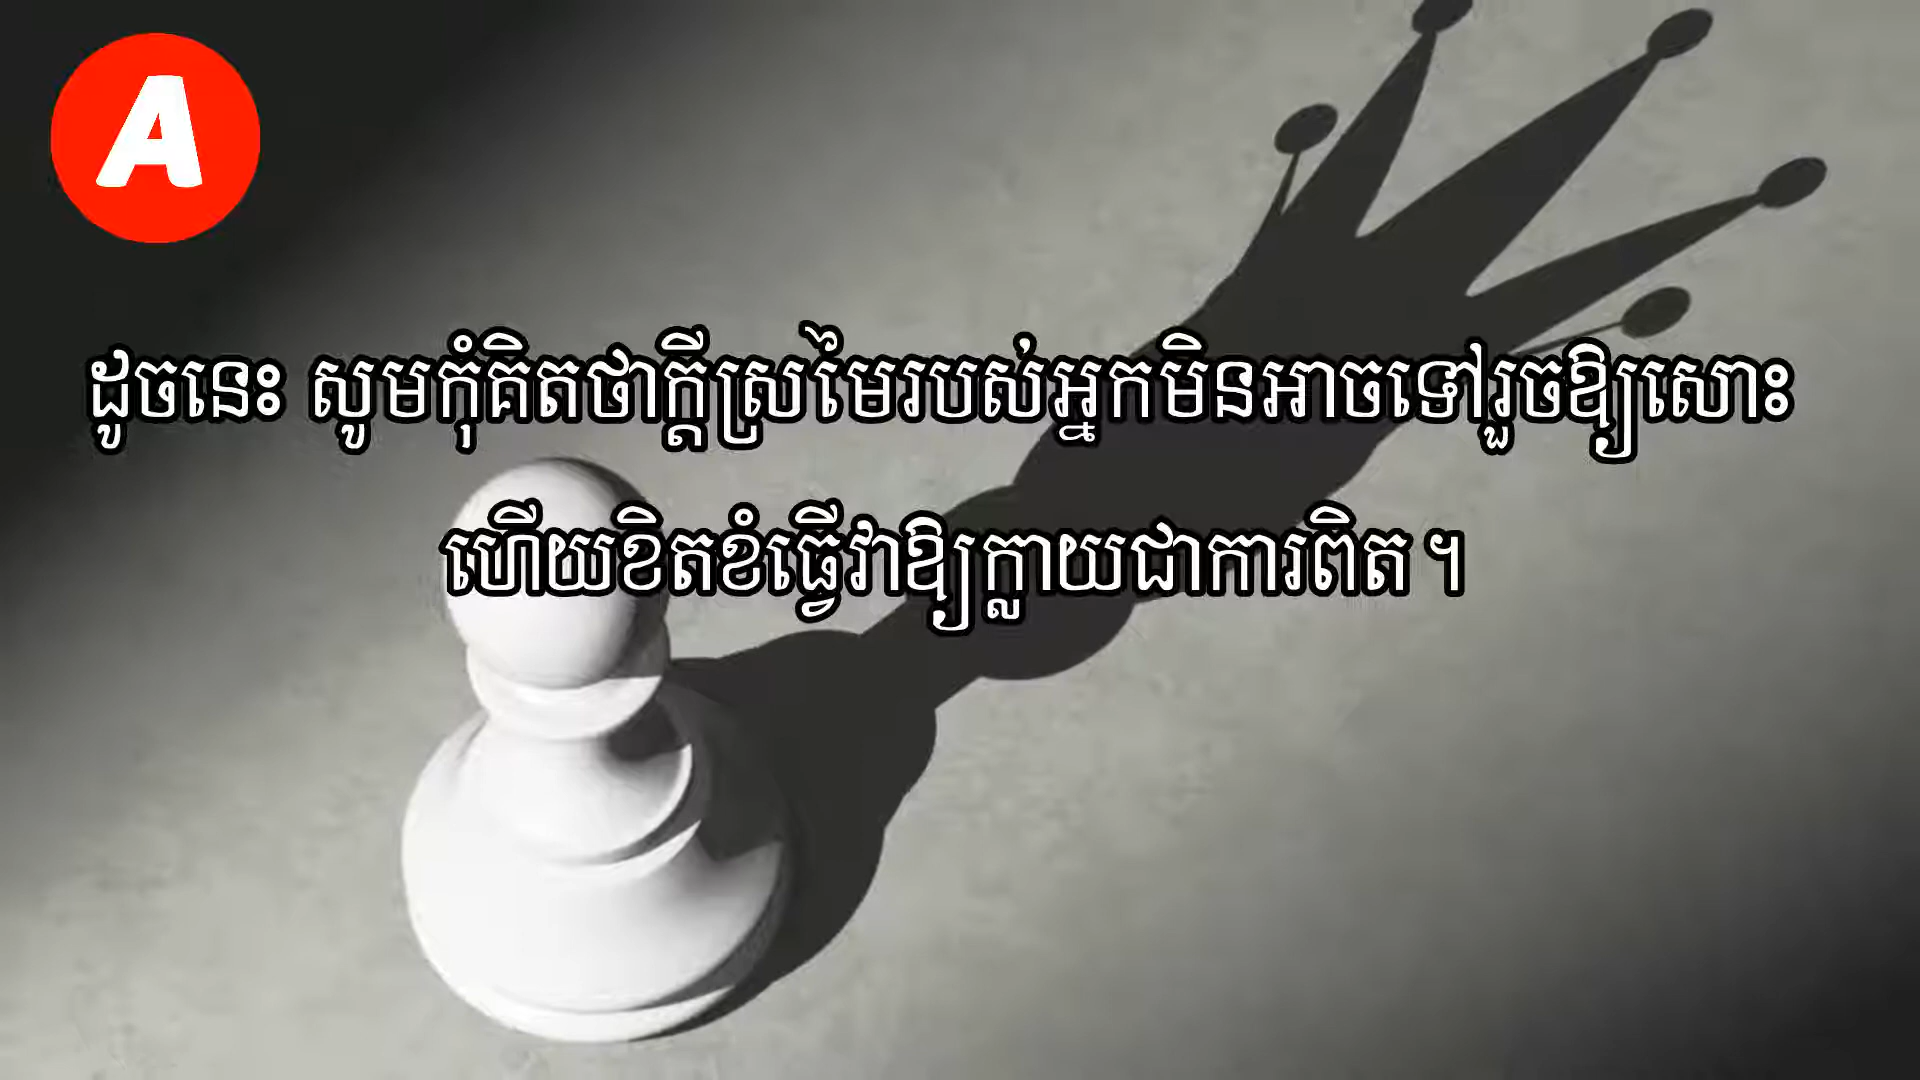 A
ដូចនេះ សូមកុំគិតថាក្ដីស្រមៃរបស់អ្នកមិនអាចទៅរួចឱ្យសោះ
ហើយខិតខំធ្វើវាឱ្យក្លាយជាការពិត។